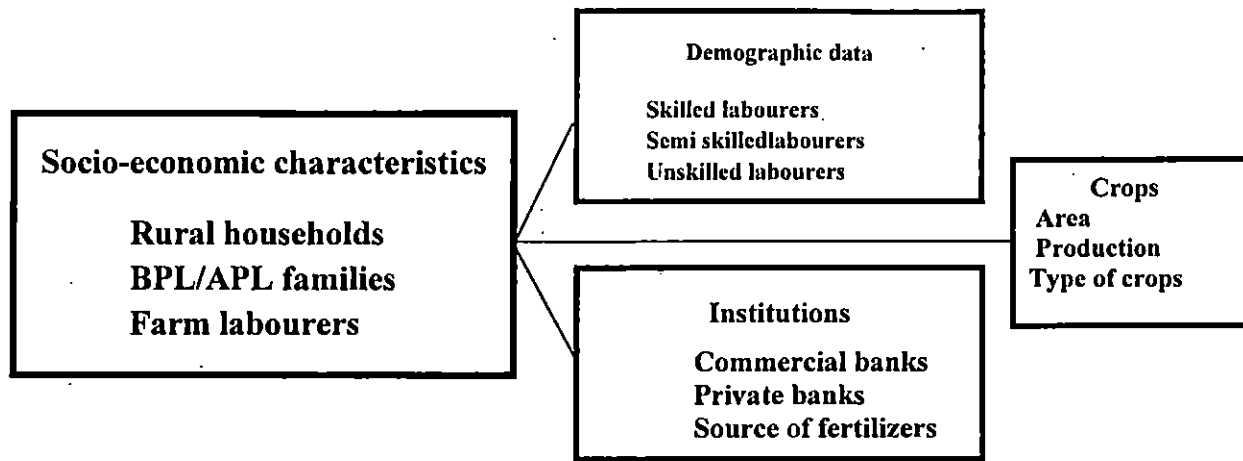 Socio-economic characteristics
Rural households
BPL/APL families
Farm labourers
Demographic data
Skilled labourers
Semi skilledlabourers
Unskilled labourers
Institutions
Commercial banks
Private banks
Source of fertilizers
Crops
Area
Production
Type of crops